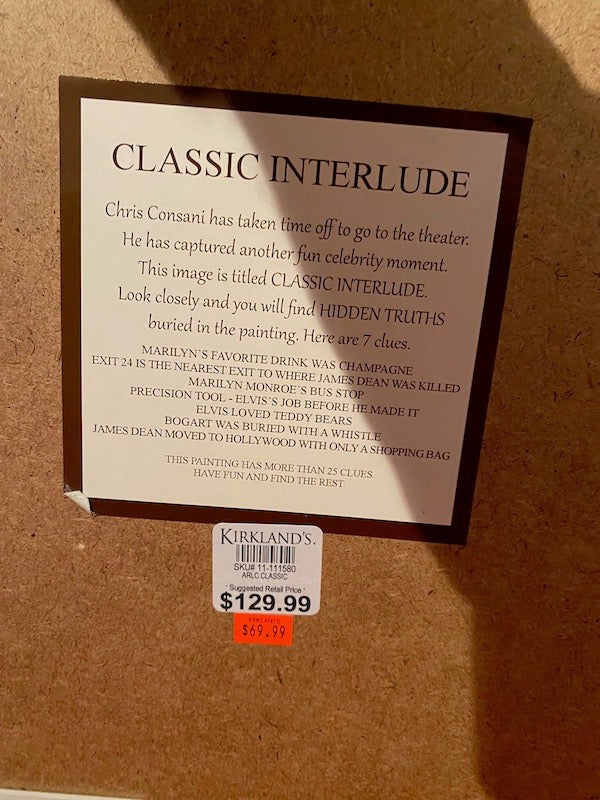 CLASSIC INTERLUDE
Chris Consani has taken time off to go to the theater.
He has captured another fun celebrity moment.
This image is titled CLASSIC INTERLUDE.
Look closely and you will find HIDDEN TRUTHS
buried in the painting. Here are 7 clues.
MARILYN'S FAVORITE DRINK WAS CHAMPAGNE
EXIT 24 IS THE NEAREST EXIT TO WHERE JAMES DEAN WAS KILLED
MARILYN MONROE'S BUS STOP
PRECISION TOOL - ELVIS'S JOB BEFORE HE MADE IT
ELVIS LOVED TEDDY BEARS
BOGART WAS BURIED WITH A WHISTLE
JAMES DEAN MOVED TO HOLLYWOOD WITH ONLY A SHOPPING BAG
THIS PAINTING HAS MORE THAN 25 CLUES.
HAVE FUN AND FIND THE REST.
KIRKLAND'S.
SKU# 11-111580
ARLC CLASSIC
Suggested Retail Price
$129.99
KIRKLAND'S
$69.99